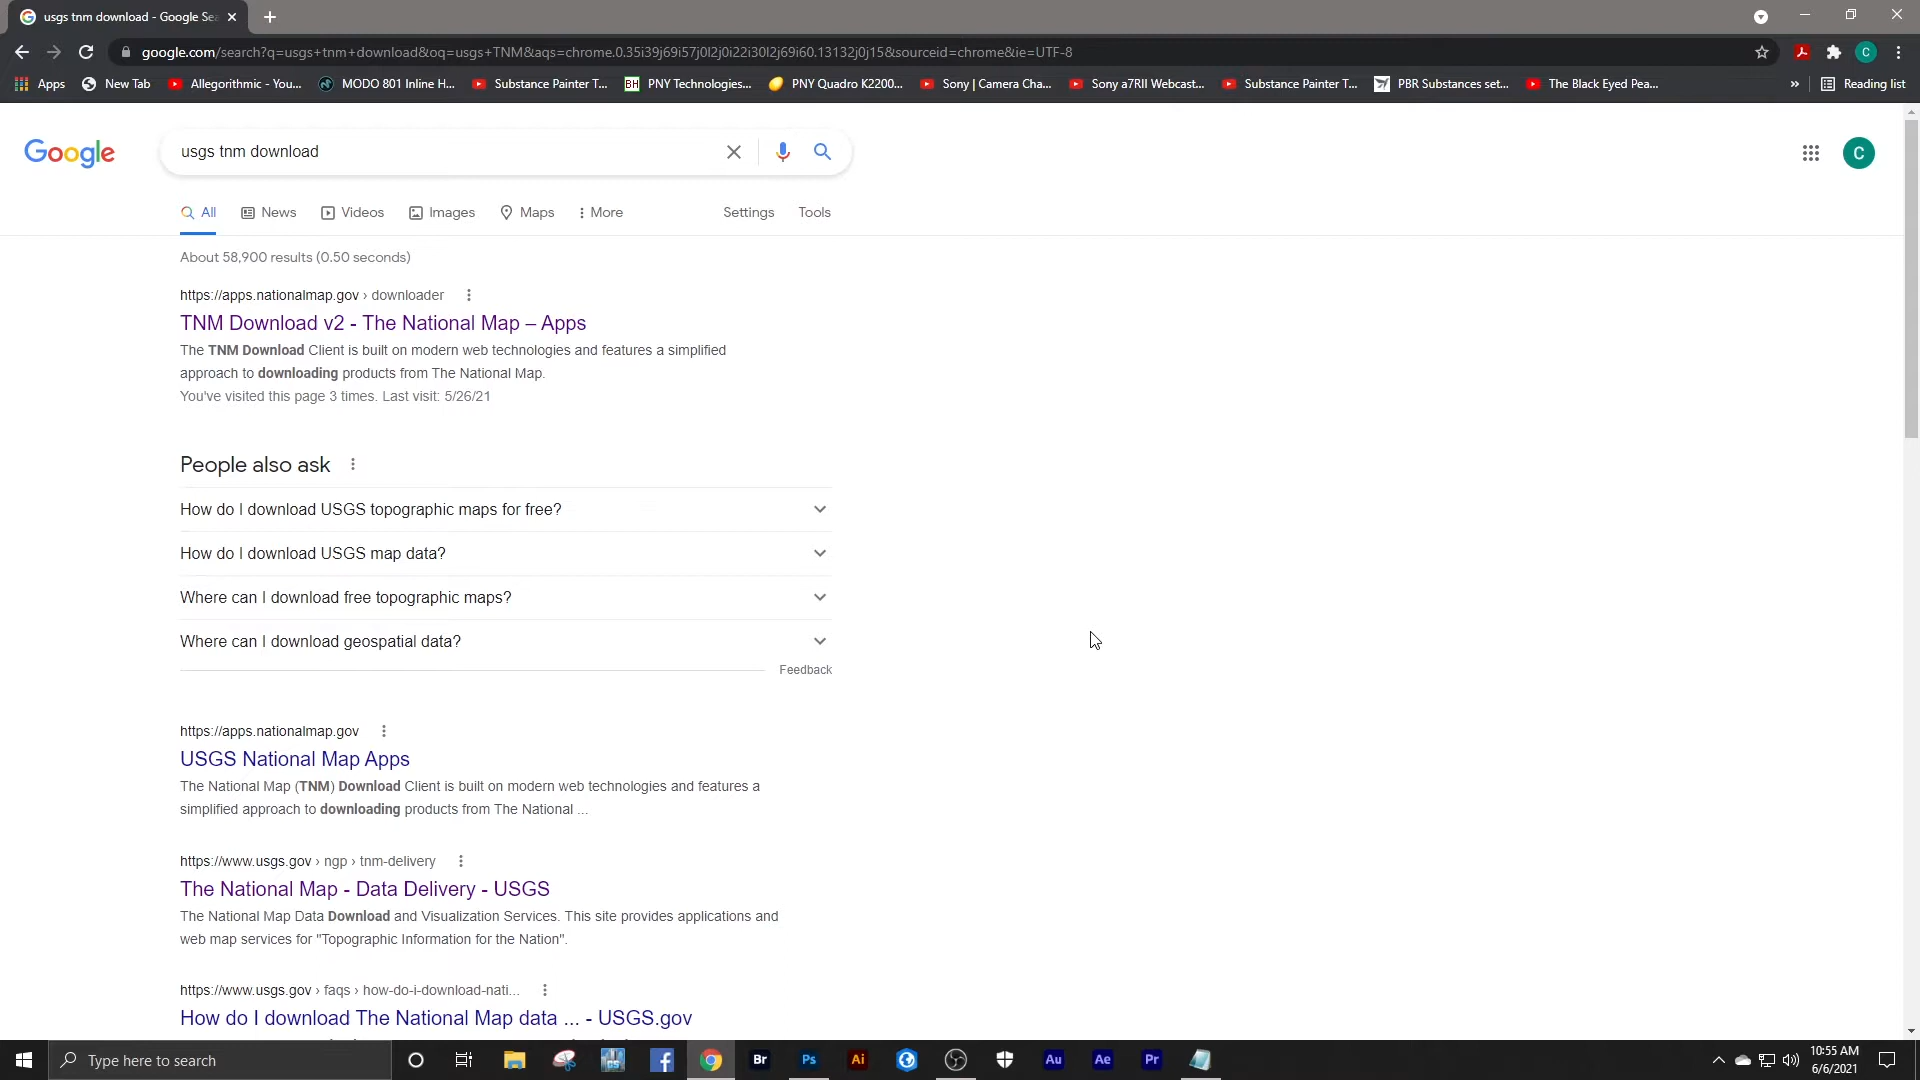 usgs tnm download - Google Sea
google.com/search?q=usgs+tnm+download&oq=usgs+TNM&aqs=chrome.0.35i39j69i57j0l2j0i22i30l2j69i60.13132j0j15&sourceid=chrome&ie=UTF-8
C
Apps New Tab Allegorithmic - You... MODO 801 Inline H... Substance Painter T... BH PNY Technologies... PNY Quadro K2200... Sony | Camera Cha... Sony a7RII Webcast... Substance Painter T... PBR Substances set... The Black Eyed Pea... » Reading list
Google usgs tnm download C
All News Videos Images Maps More Settings Tools
About 58,900 results (0.50 seconds)
https://apps.nationalmap.gov › downloader
TNM Download v2 - The National Map – Apps
The TNM Download Client is built on modern web technologies and features a simplified
approach to downloading products from The National Map.
You've visited this page 3 times. Last visit: 5/26/21
People also ask
How do I download USGS topographic maps for free?
How do I download USGS map data?
Where can I download free topographic maps?
Where can I download geospatial data?
Feedback
https://apps.nationalmap.gov
USGS National Map Apps
The National Map (TNM) Download Client is built on modern web technologies and features a
simplified approach to downloading products from The National ...
https://www.usgs.gov › ngp › tnm-delivery
The National Map - Data Delivery - USGS
The National Map Data Download and Visualization Services. This site provides applications and
web map services for "Topographic Information for the Nation".
https://www.usgs.gov › faqs › how-do-i-download-nati...
How do I download The National Map data ... - USGS.gov
Type here to search Br Ps Ai Au Ae Pr 10:55 AM
6/6/2021